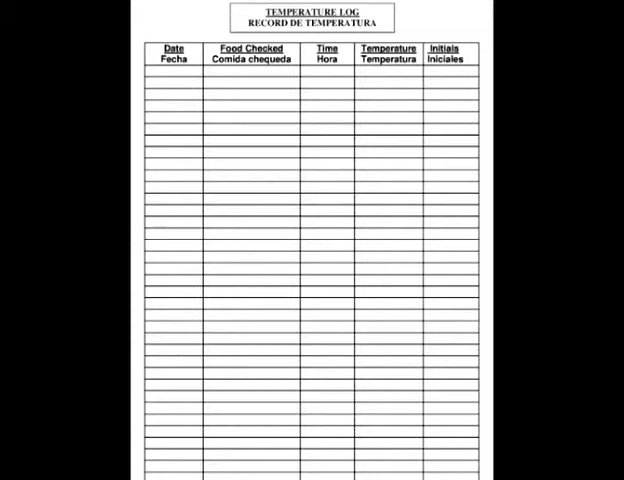 TEMPERATURE LOG
RECORD DE TEMPERATURA
Date Food Checked Time Temperature Initials
Fecha Comida chequeda Hora Temperatura Iniciales